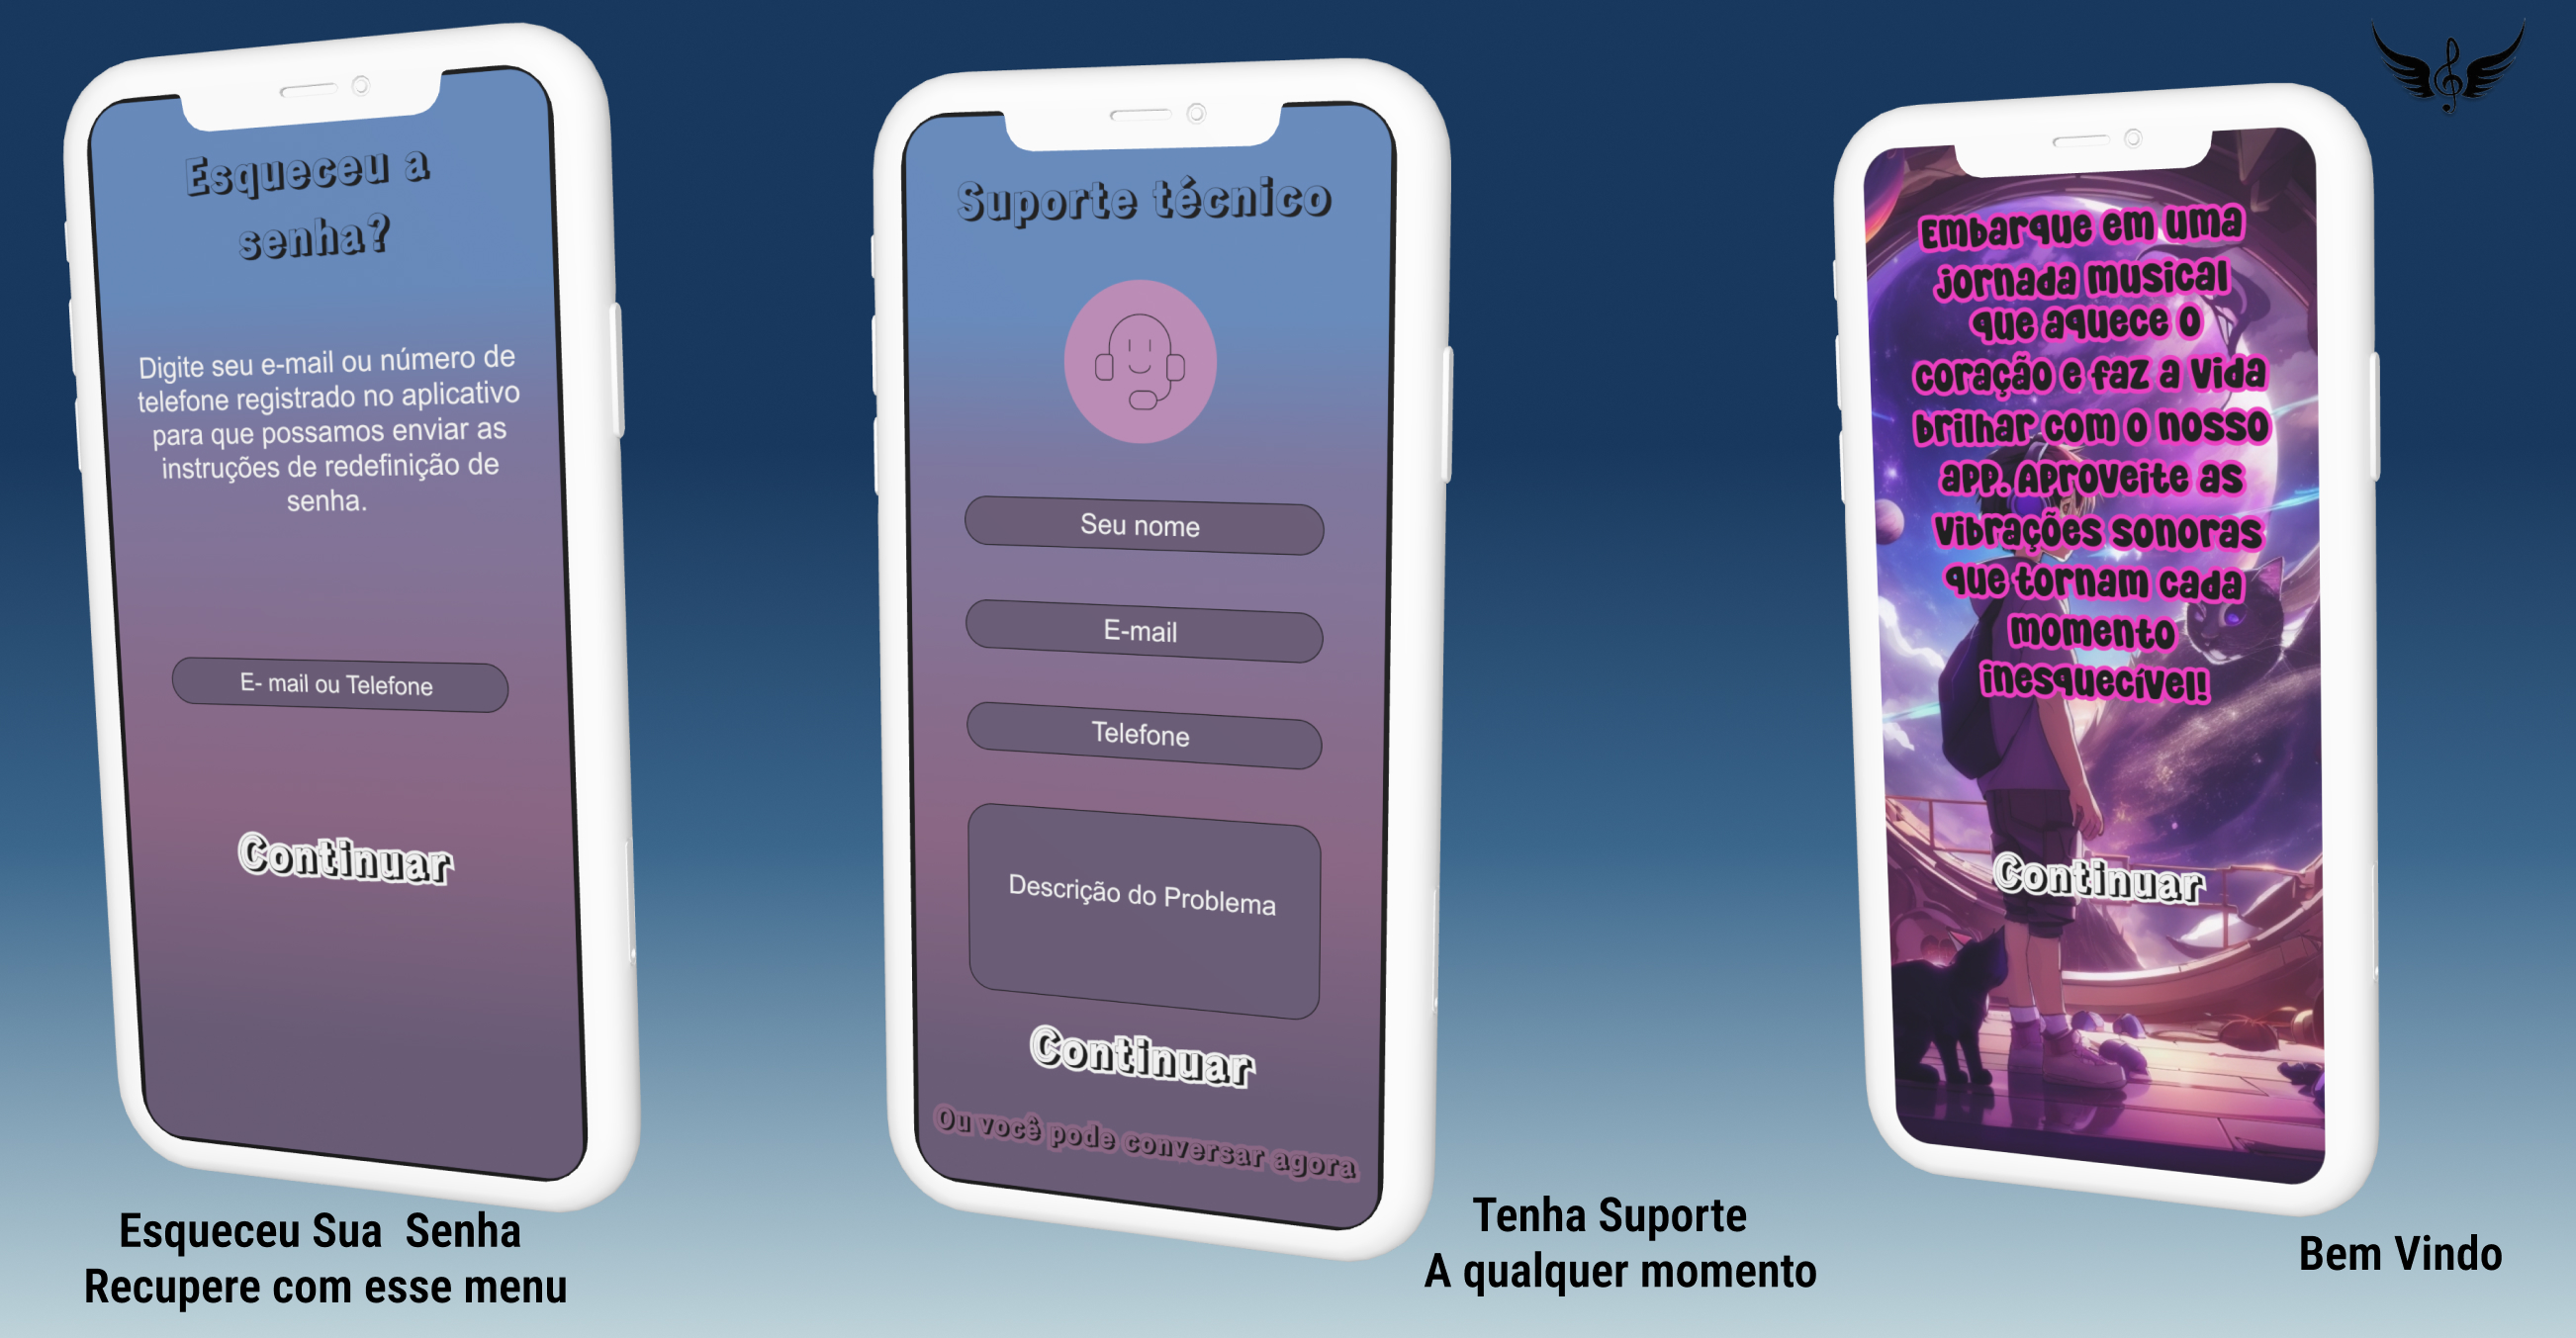 Esqueceu a
senha?
Digite seu e-mail ou número de
telefone registrado no aplicativo
para que possamos enviar as
instruções de redefinição de
senha.
E- mail ou Telefone
Continuar
Esqueceu Sua  Senha
Recupere com esse menu
Suporte técnico
Seu nome
E-mail
Telefone
Descrição do Problema
Continuar
Ou você pode conversar agora
Tenha Suporte
A qualquer momento
Embarque em uma
jornada musical
que aquece o
coração e faz a vida
brilhar com o nosso
app. Aproveite as
vibrações sonoras
que tornam cada
momento
inesquecível!
Continuar
Bem Vindo